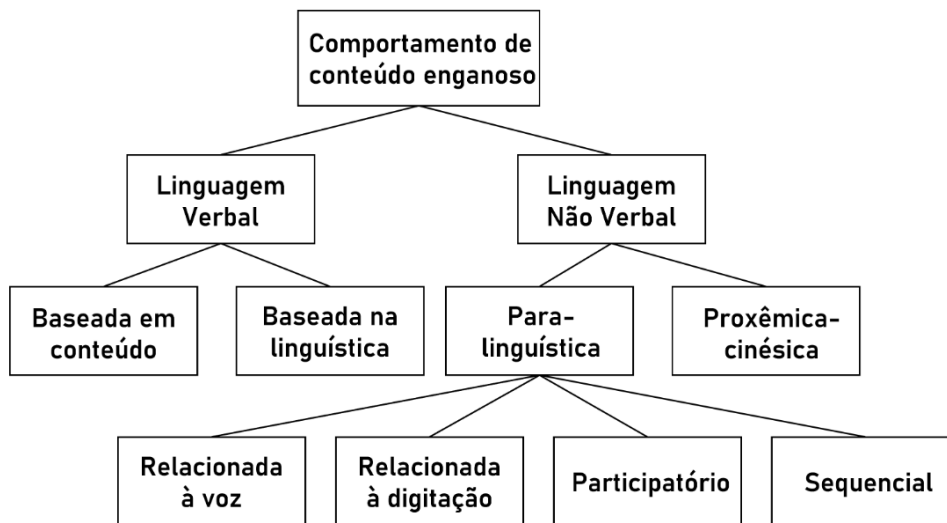 Comportamento de
conteúdo enganoso
Linguagem
Verbal
Linguagem
Não Verbal
Baseada em
conteúdo
Baseada na
linguística
Para-
linguística
Proxêmica-
cinésica
Relacionada
à voz
Relacionada
à digitação
Participatório
Sequencial